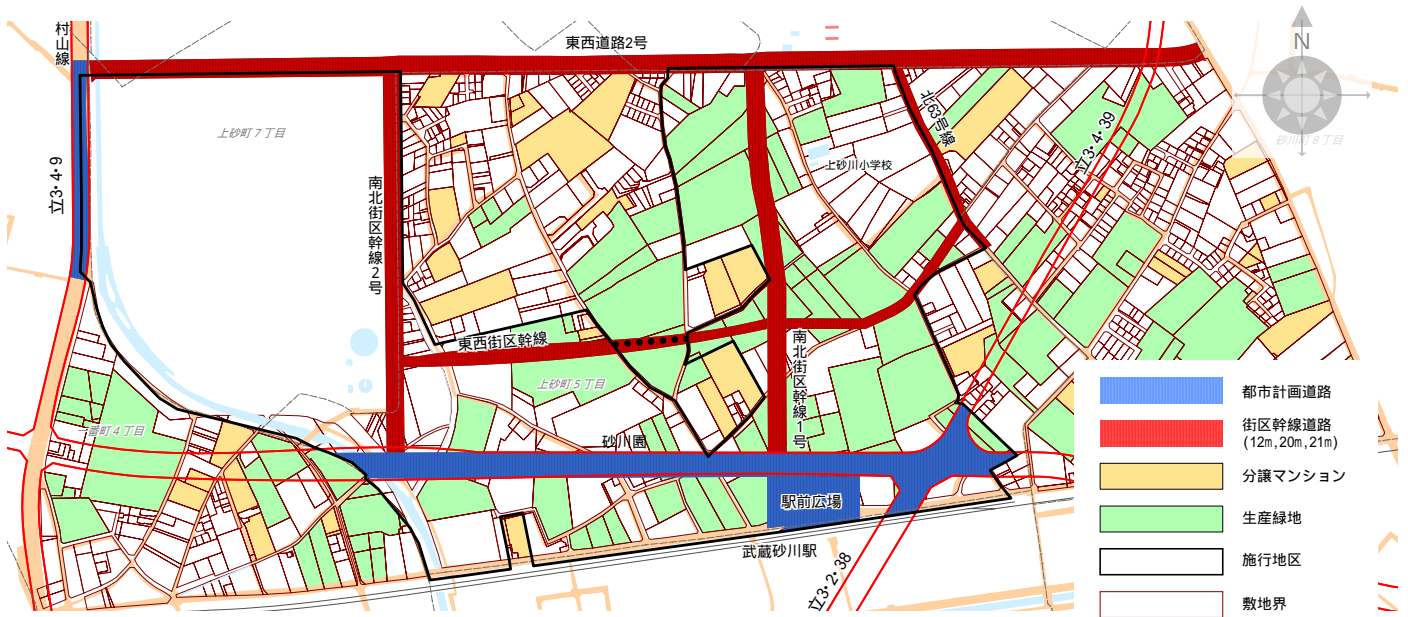 村山線
東西道路2号
N
上砂町７丁目
北63号線
立3・4・39
砂川町８丁目
上砂川小学校
立3・4・9
南北街区幹線２号
東西街区幹線
南北街区幹線１号
上砂町５丁目
一番町４丁目
砂川園
駅前広場
武蔵砂川駅
立3・2・38
都市計画道路
街区幹線道路
(12m,20m,21m)
分譲マンション
生産緑地
施行地区
敷地界